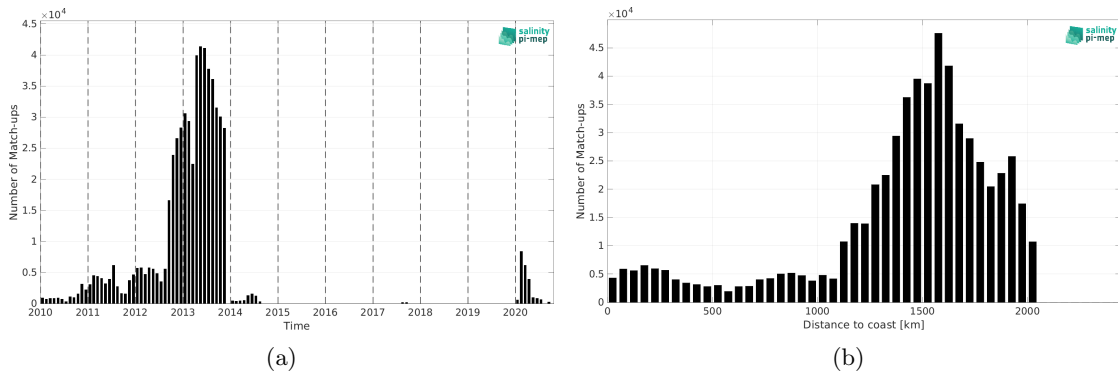 ×10⁴
4.5
4
3.5
3
2.5
2
1.5
1
0.5
0
Number of Match-ups
2010 2011 2012 2013 2014 2015 2016 2017 2018 2019 2020
Time
salinity
pi-mep
(a)
×10⁴
4.5
4
3.5
3
2.5
2
1.5
1
0.5
0
Number of Match-ups
0 500 1000 1500 2000
Distance to coast [km]
salinity
pi-mep
(b)